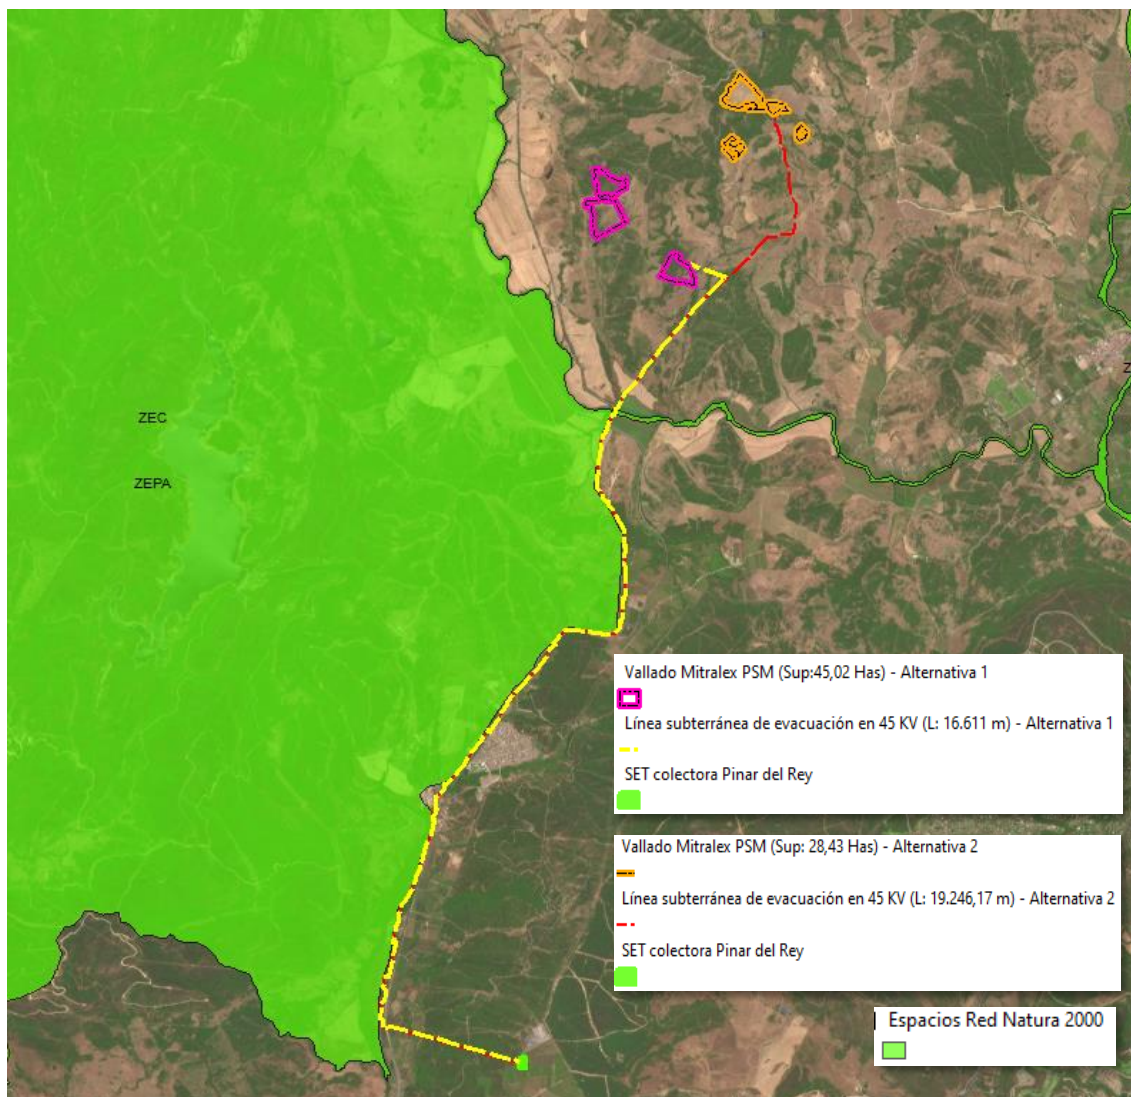 ZEC
ZEPA
Z
Vallado Mitralex PSM (Sup:45,02 Has) - Alternativa 1
Línea subterránea de evacuación en 45 KV (L: 16.611 m) - Alternativa 1
SET colectora Pinar del Rey
Vallado Mitralex PSM (Sup: 28,43 Has) - Alternativa 2
Línea subterránea de evacuación en 45 KV (L: 19.246,17 m) - Alternativa 2
SET colectora Pinar del Rey
Espacios Red Natura 2000